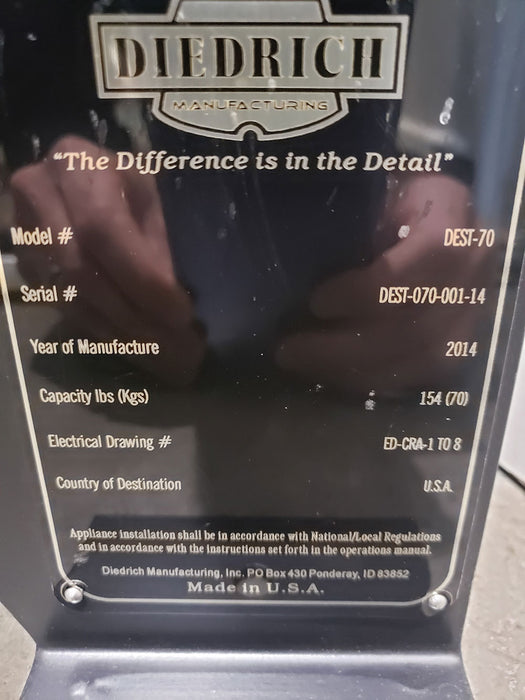 DIEDRICH
MANUFACTURING
"The Difference is in the Detail"
Model # DEST-70
Serial # DEST-070-001-14
Year of Manufacture 2014
Capacity lbs (Kgs) 154 (70)
Electrical Drawing # ED-CRA-1 TO 8
Country of Destination U.S.A.
Appliance installation shall be in accordance with National/Local Regulations
and in accordance with the instructions set forth in the operations manual.
Diedrich Manufacturing, Inc. PO Box 430 Ponderay, ID 83852
Made in U.S.A.